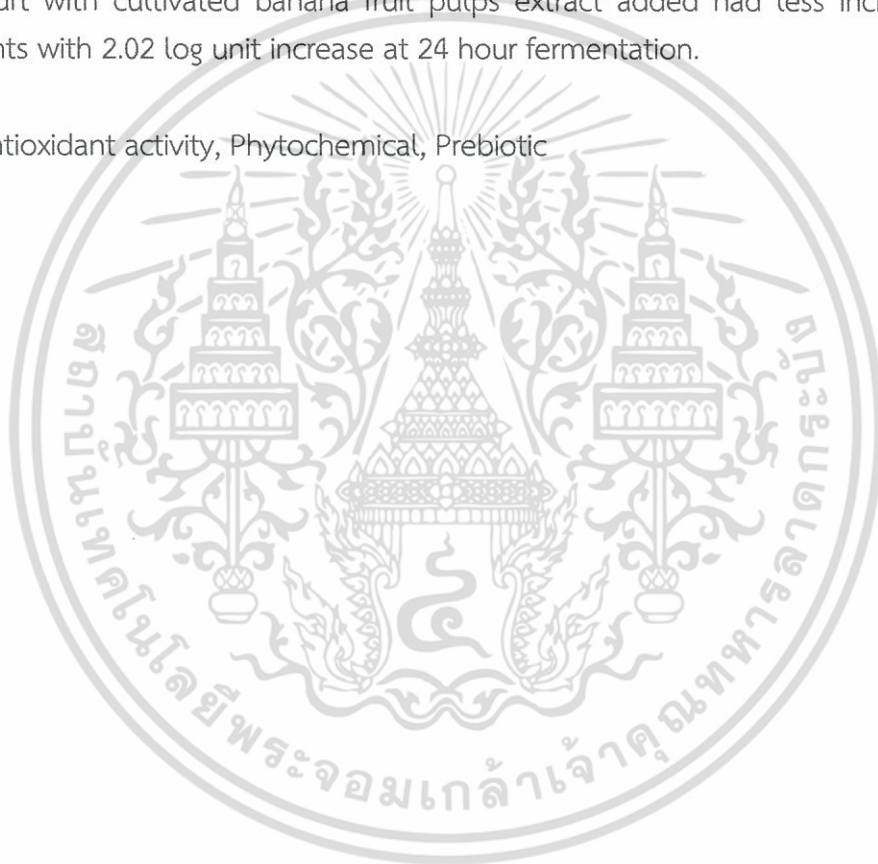 urt with cultivated banana fruit pulps extract added had less inc
nts with 2.02 log unit increase at 24 hour fermentation.
ntioxidant activity, Phytochemical, Prebiotic
สถาบันเทคโนโลยีพระจอมเกล้าเจ้าคุณทหารลาดกระบัง
๔